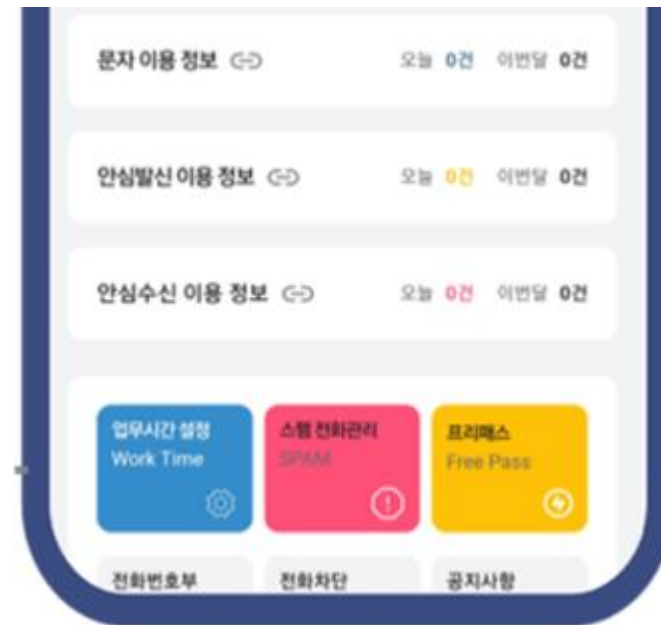 문자 이용 정보 오늘 0건 이번달 0건
안심발신 이용 정보 오늘 0건 이번달 0건
안심수신 이용 정보 오늘 0건 이번달 0건
업무시간 설정
Work Time
스팸 전화관리
SPAM
프리패스
Free Pass
전화번호부
전화차단
공지사항